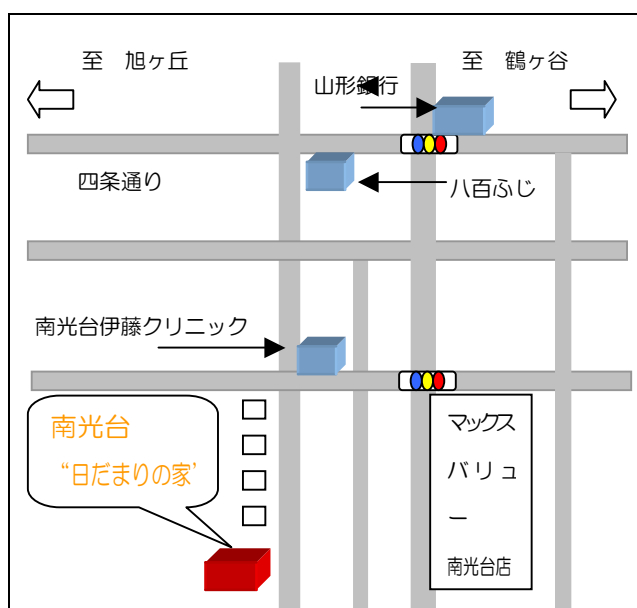 至　旭ヶ丘
至　鶴ヶ谷
山形銀行
四条通り
八百ふじ
南光台伊藤クリニック
南光台
“日だまりの家’
マックス
バリュ
ー
南光台店